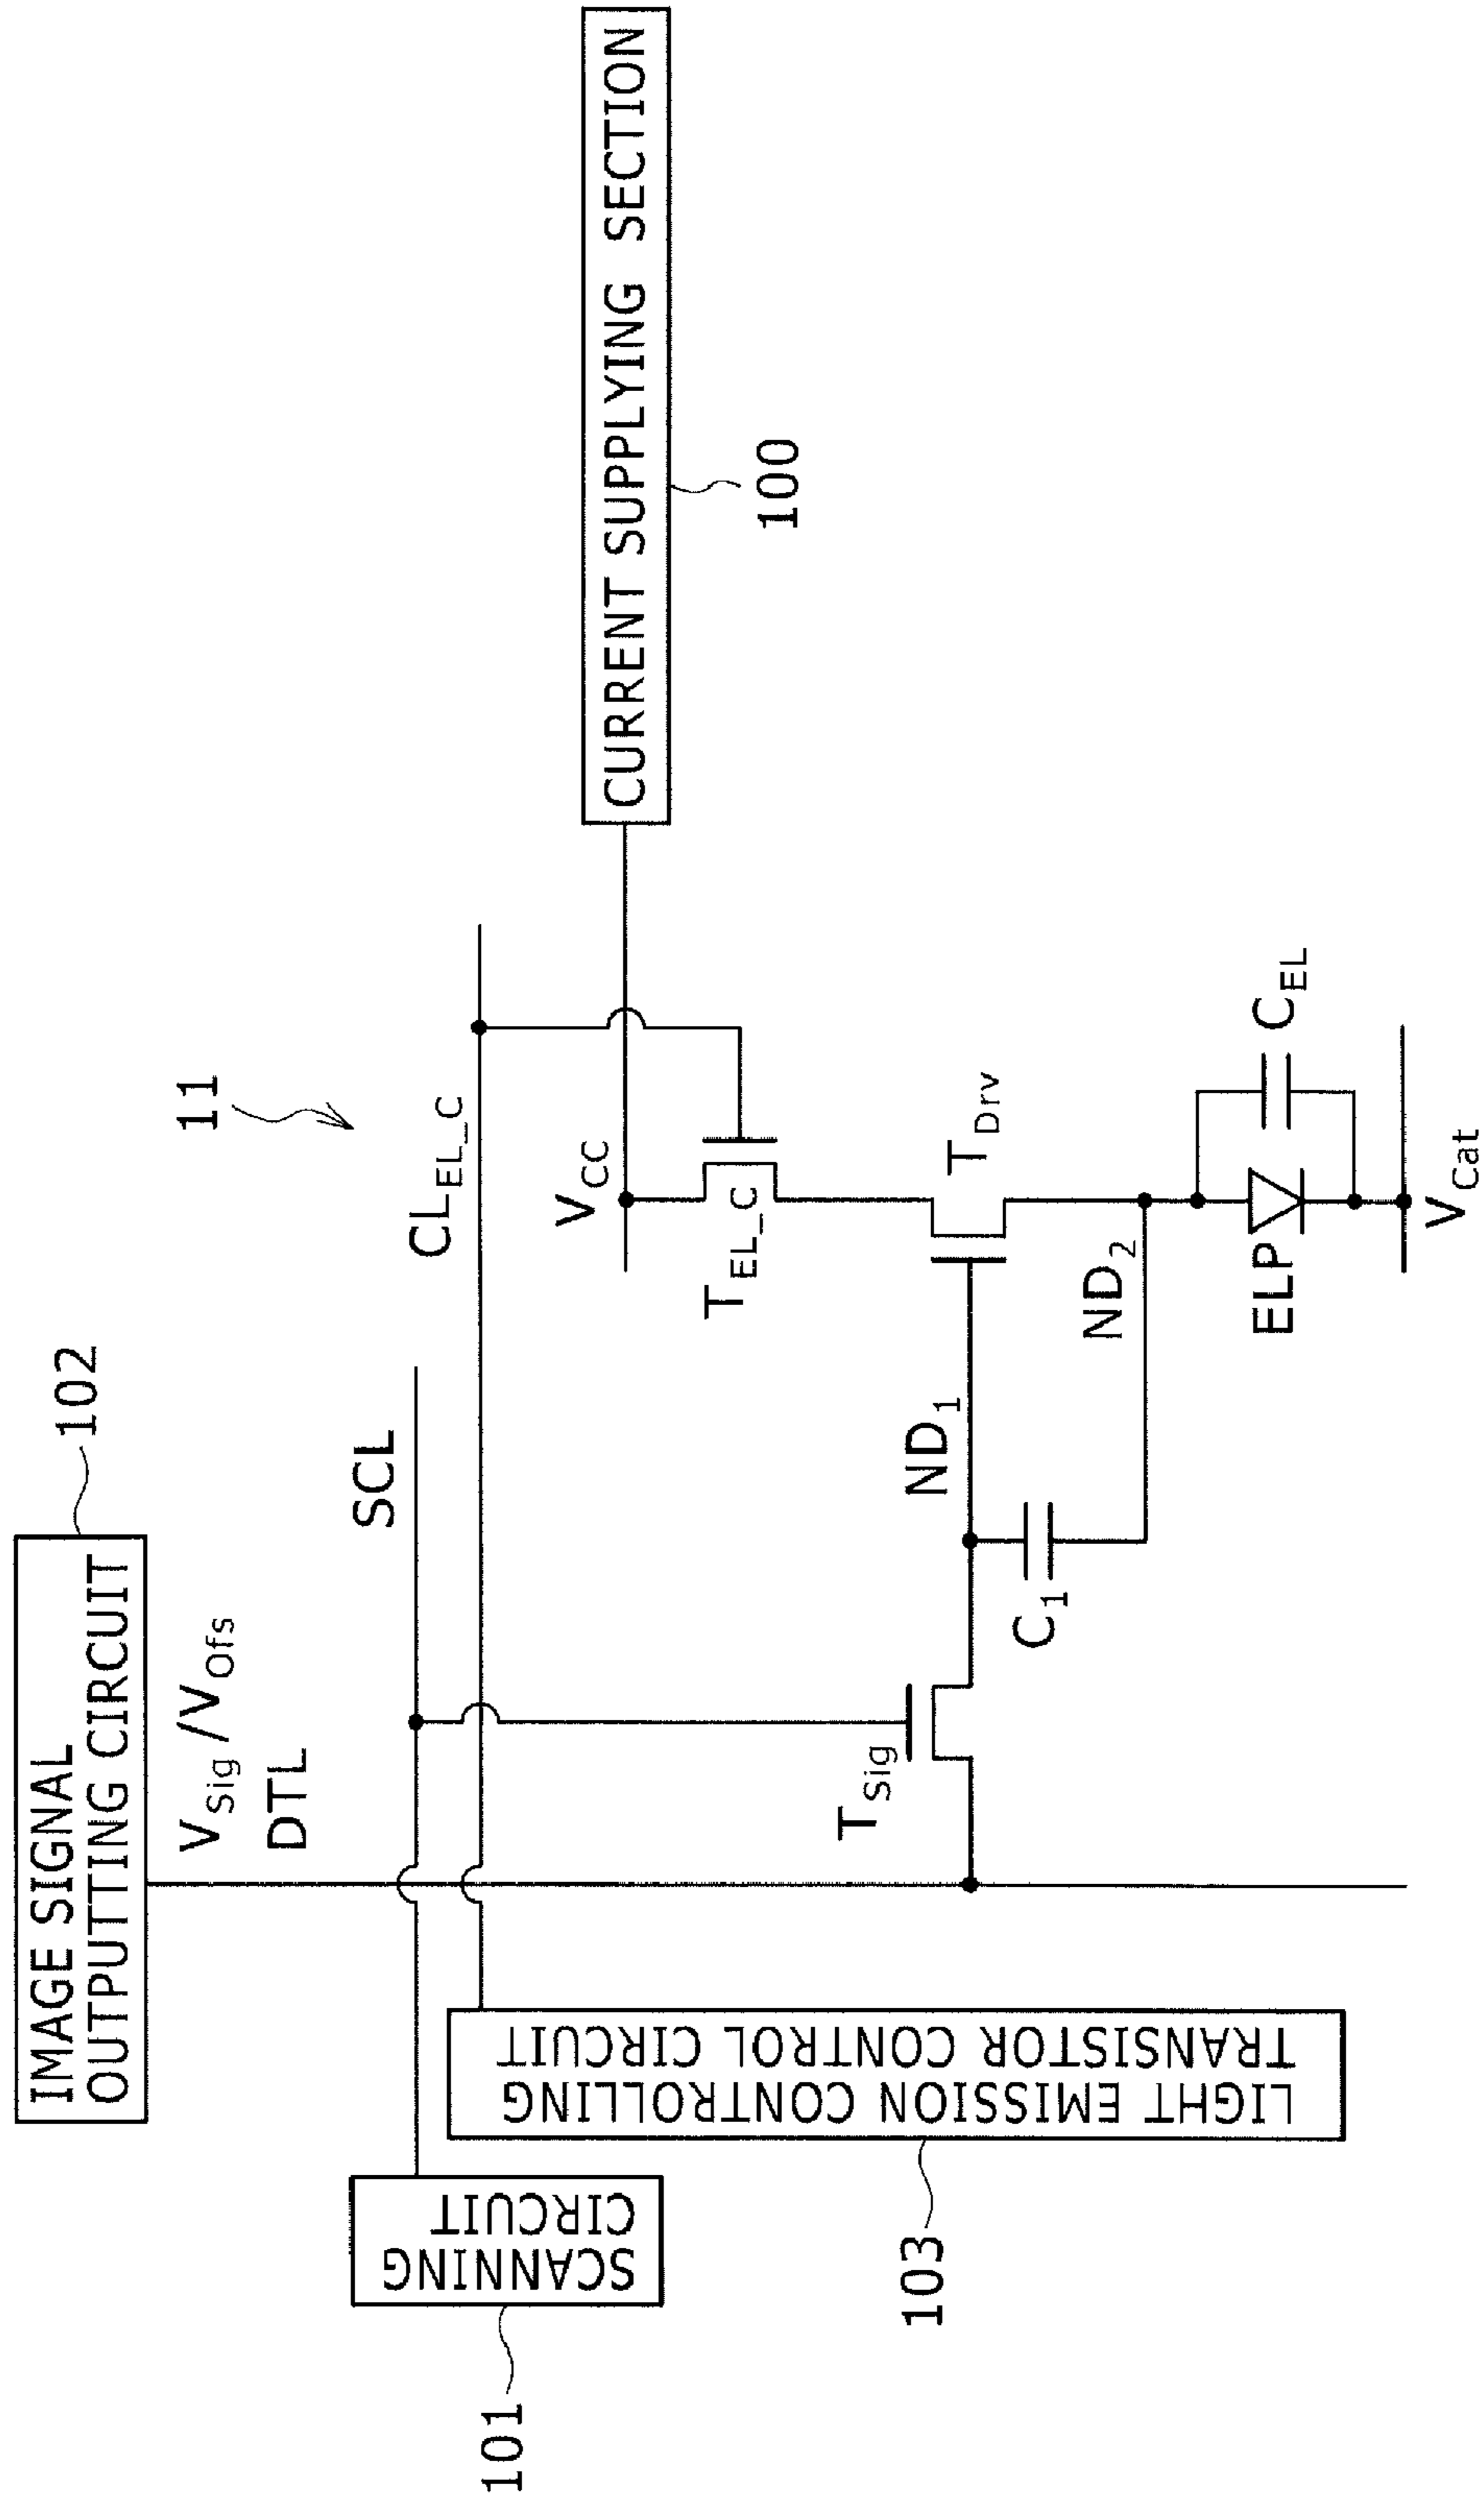 IMAGE SIGNAL
OUTPUTTING CIRCUIT
102
V_Sig/V_Ofs
DTL
11
SCL
CL_EL_C
SCANNING
CIRCUIT
101
LIGHT EMISSION CONTROLLING
TRANSISTOR CONTROL CIRCUIT
103
V_CC
CURRENT SUPPLYING SECTION
100
T_EL_C
T_Sig
ND_1
T_Drv
C_1
ND_2
ELP
C_EL
V_Cat